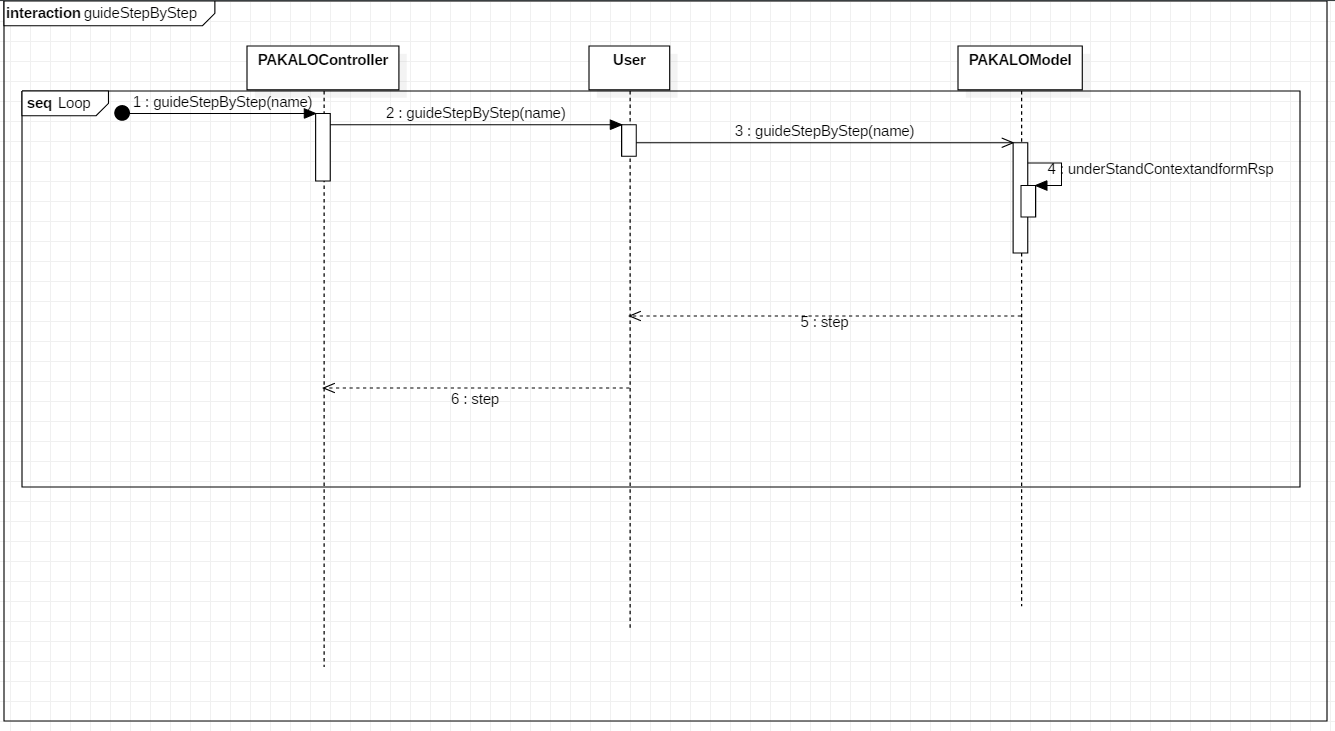 interaction guideStepByStep
PAKALOController
User
PAKALOModel
seq Loop
1 : guideStepByStep(name)
2 : guideStepByStep(name)
3 : guideStepByStep(name)
4 : underStandContextandformRsp
5 : step
6 : step